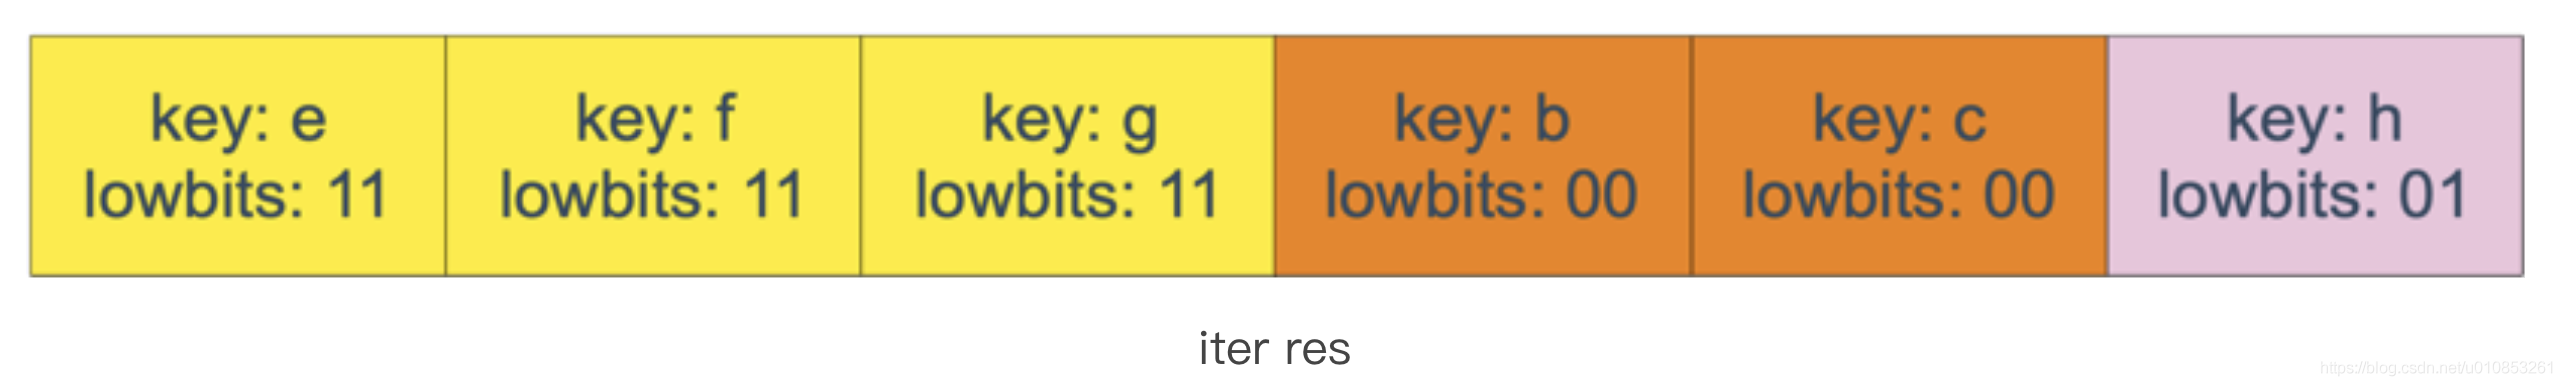 key: e
lowbits: 11
key: f
lowbits: 11
key: g
lowbits: 11
key: b
lowbits: 00
key: c
lowbits: 00
key: h
lowbits: 01
iter res
https://blog.csdn.net/u010853261